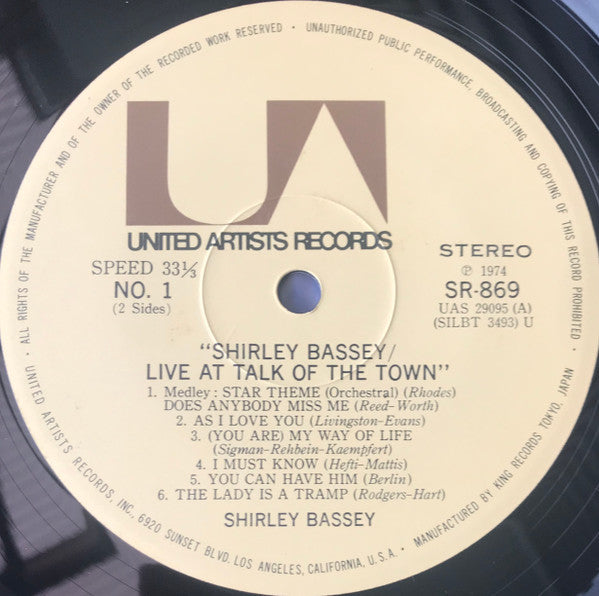 · ALL RIGHTS OF THE MANUFACTURER AND OF THE OWNER OF THE RECORDED WORK RESERVED · UNAUTHORIZED PUBLIC PERFORMANCE, BROADCASTING AND COPYING OF THIS RECORD PROHIBITED ·
UA
UNITED ARTISTS RECORDS
SPEED 33⅓
NO. 1
(2 Sides)
STEREO
℗ 1974
SR-869
UAS 29095 (A)
(SILBT 3493) U
"SHIRLEY BASSEY/
LIVE AT TALK OF THE TOWN"
1. Medley : STAR THEME (Orchestral) (Rhodes)
DOES ANYBODY MISS ME (Reed-Worth)
2. AS I LOVE YOU (Livingston-Evans)
3. (YOU ARE) MY WAY OF LIFE
(Sigman-Rehbein-Kaempfert)
4. I MUST KNOW (Hefti-Mattis)
5. YOU CAN HAVE HIM (Berlin)
6. THE LADY IS A TRAMP (Rodgers-Hart)
SHIRLEY BASSEY
UNITED ARTISTS RECORDS, INC., 6920 SUNSET BLVD. LOS ANGELES, CALIFORNIA, U.S.A. · MANUFACTURED BY KING RECORDS TOKYO, JAPAN